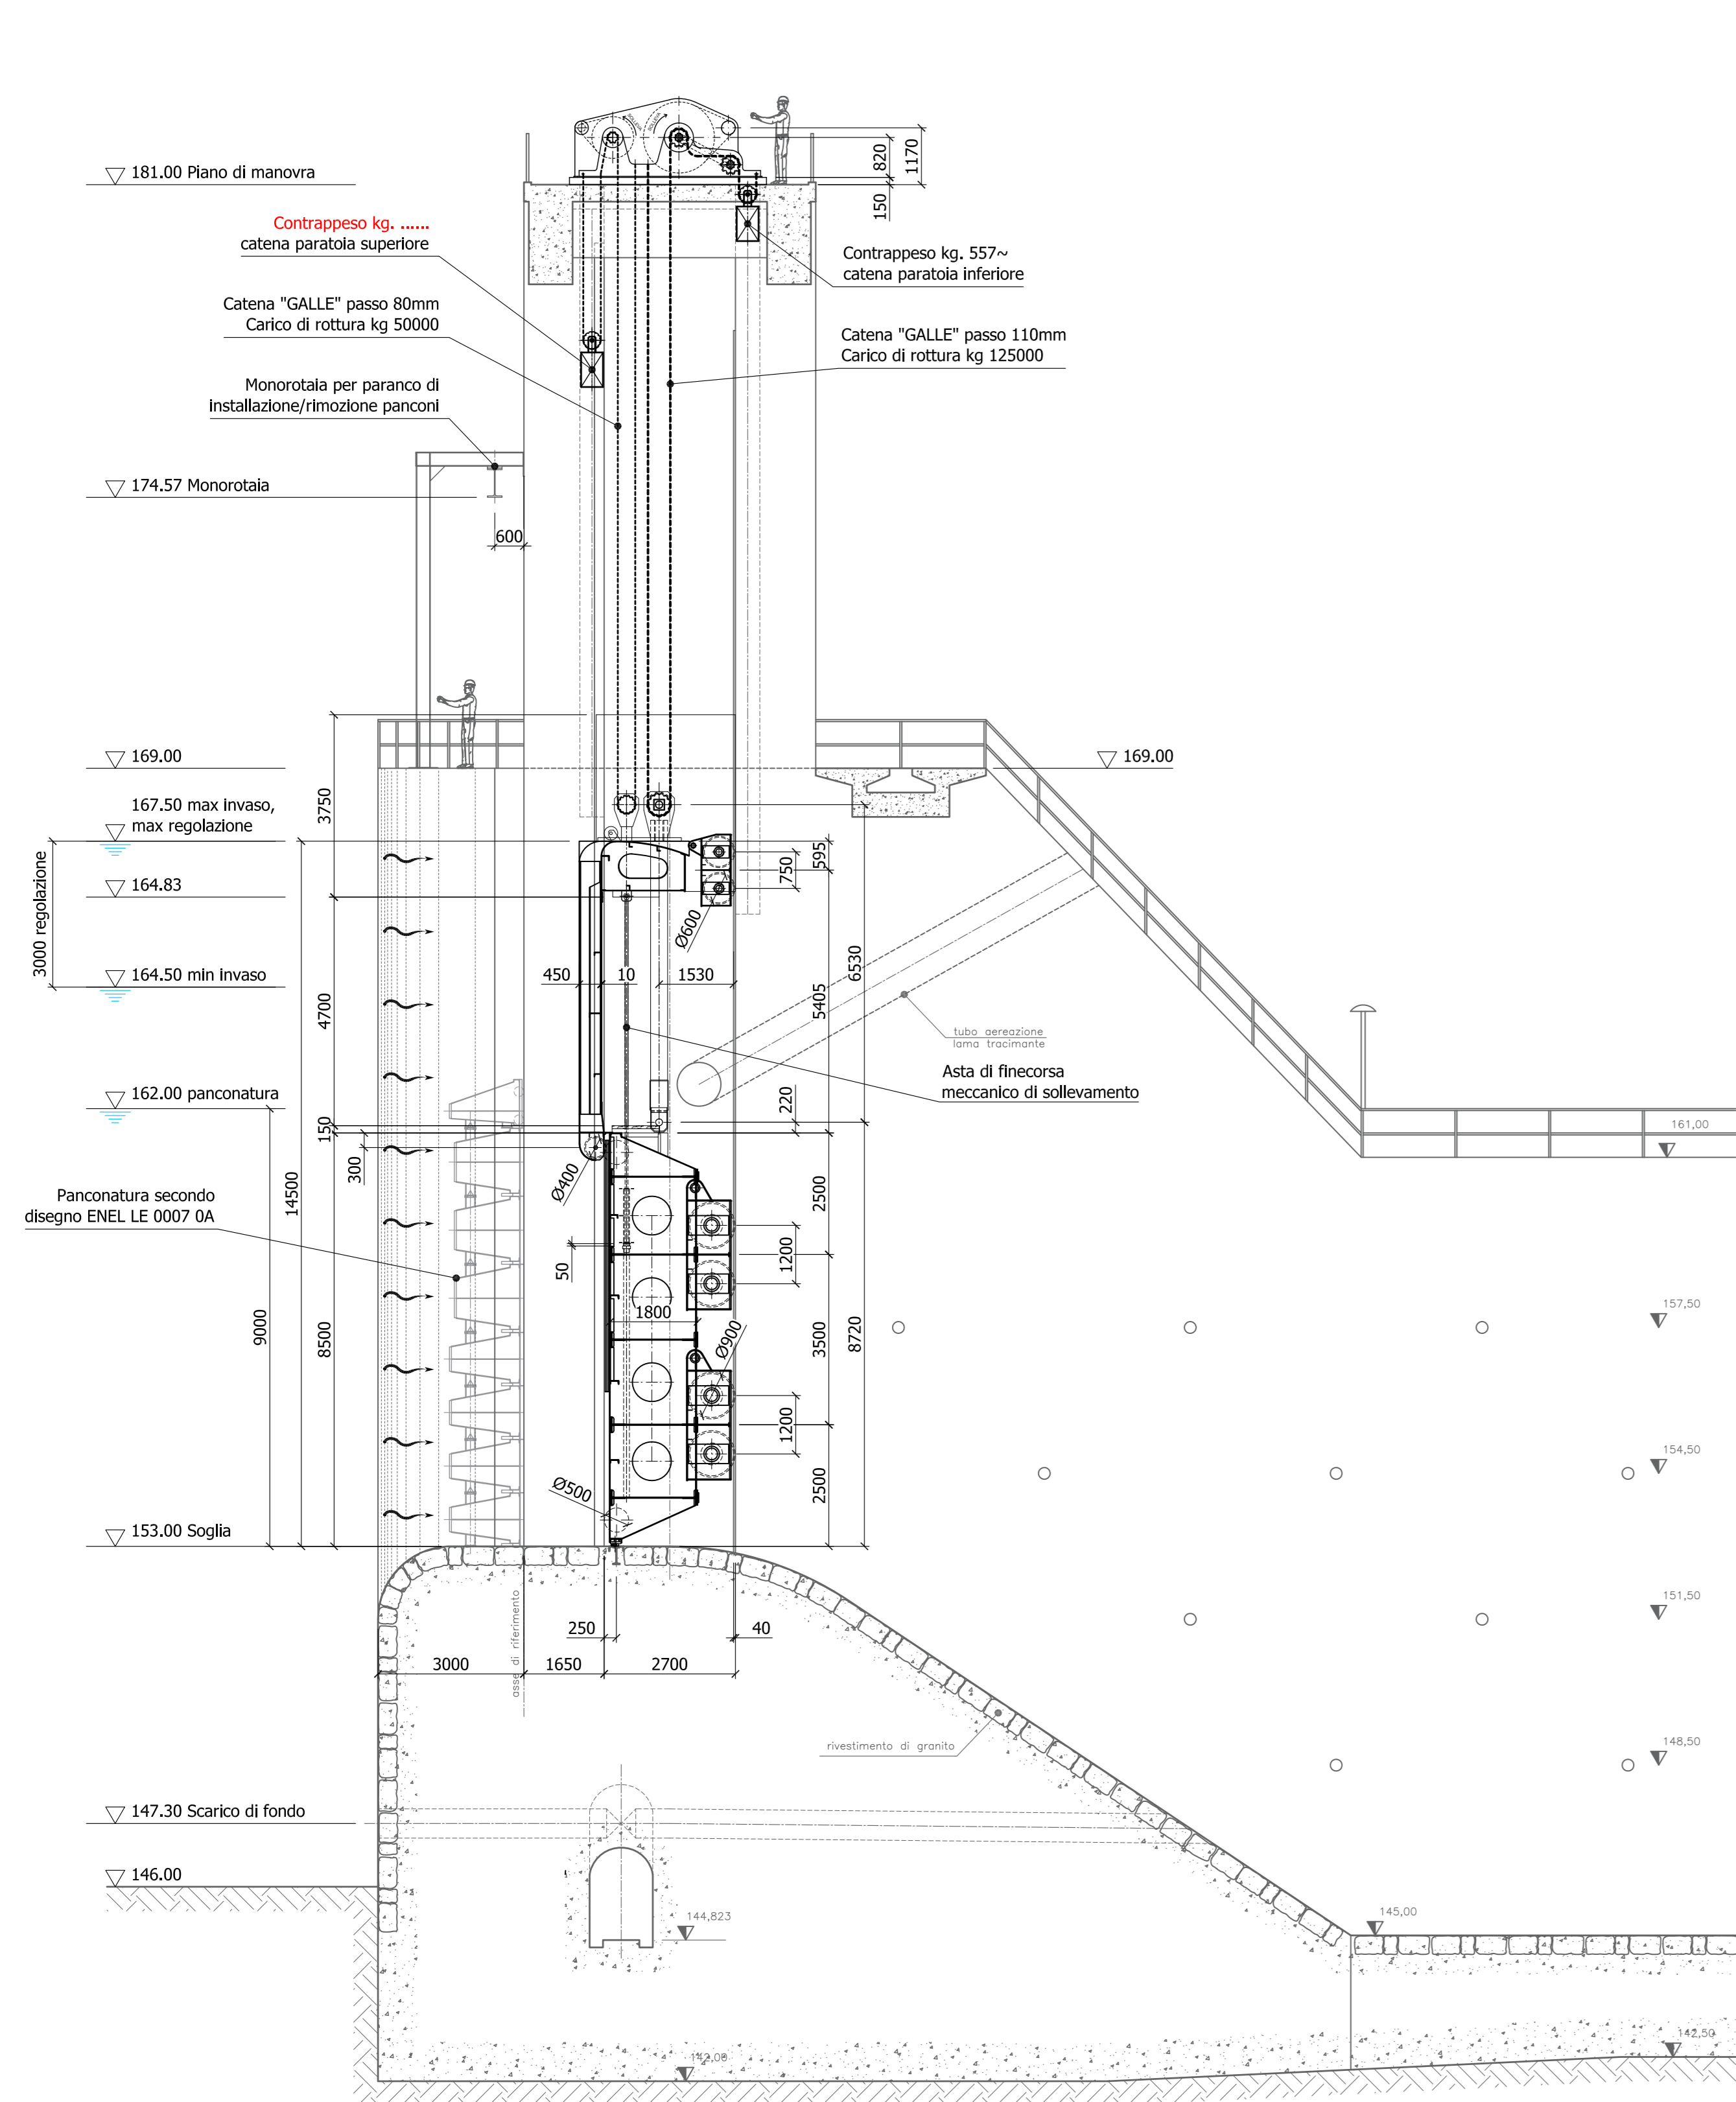 SOLLEVA
SOLLEVA
820
1170
150
181.00 Piano di manovra
Contrappeso kg. ......
catena paratoia superiore
Contrappeso kg. 557~
catena paratoia inferiore
Catena "GALLE" passo 80mm
Carico di rottura kg 50000
Catena "GALLE" passo 110mm
Carico di rottura kg 125000
Monorotaia per paranco di
installazione/rimozione panconi
174.57 Monorotaia
600
169.00
169.00
167.50 max invaso,
max regolazione
3750
595
750
164.83
3000 regolazione
Ø600
6530
164.50 min invaso
450
10
1530
4700
5405
tubo aereazione
lama tracimante
Asta di finecorsa
meccanico di sollevamento
162.00 panconatura
220
150
300
161,00
Ø400
14500
Panconatura secondo
disegno ENEL LE 0007 0A
2500
1200
50
157,50
9000
8500
1800
Ø900
3500
8720
1200
154,50
Ø500
2500
153.00 Soglia
151,50
asse di riferimento
250
40
3000
1650
2700
rivestimento di granito
148,50
147.30 Scarico di fondo
146.00
144,823
145,00
142,00
142,50